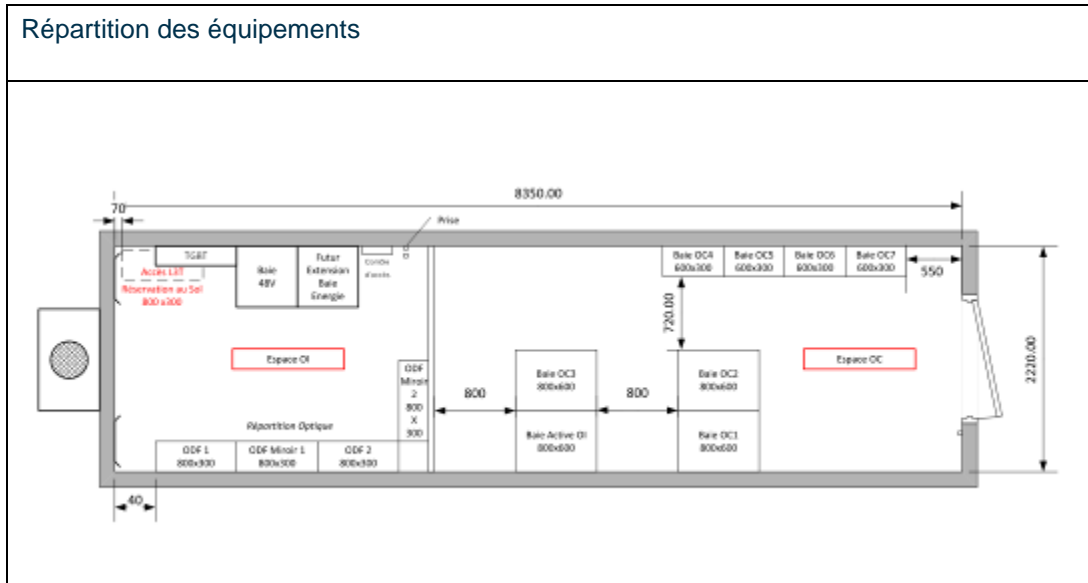 Répartition des équipements
8350.00
70
Prise
TGBT
Accès LBT
Réservation au Sol
800 x300
Baie
48V
Futur
Extension
Baie
Energie
d'accès
Baie OC4
600x300
Baie OC5
600x300
Baie OC6
600x300
Baie OC7
600x300
550
720.00
2220.00
Espace OI
Espace OC
ODF
Miroir
2
800
X
300
800
Baie OC3
800x600
800
Baie OC2
800x600
Répartition Optique
Baie Active OI
800x600
Baie OC1
800x600
ODF 1
800x300
ODF Miroir 1
800x300
ODF 2
800x300
40